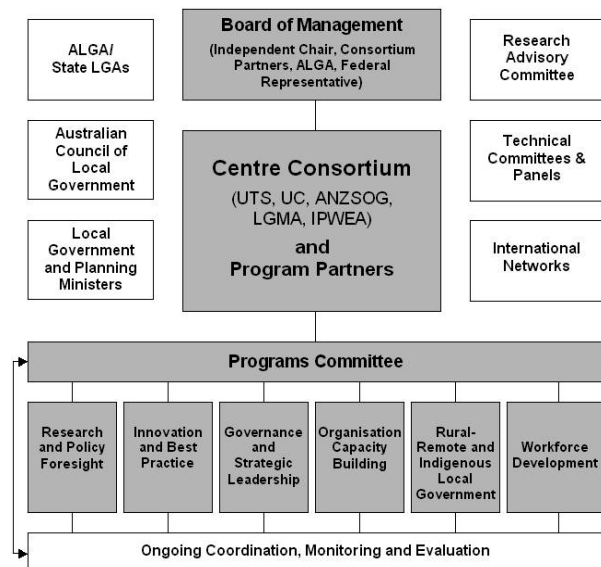 ALGA/
State LGAs
Board of Management
(Independent Chair, Consortium
Partners, ALGA, Federal
Representative)
Research
Advisory
Committee
Australian
Council of
Local
Government
Centre Consortium
(UTS, UC, ANZSOG,
LGMA, IPWEA)
and
Program Partners
Technical
Committees &
Panels
Local
Government
and Planning
Ministers
International
Networks
Programs Committee
Research
and Policy
Foresight
Innovation
and Best
Practice
Governance
and
Strategic
Leadership
Organisation
Capacity
Building
Rural-
Remote and
Indigenous
Local
Government
Workforce
Development
Ongoing Coordination, Monitoring and Evaluation